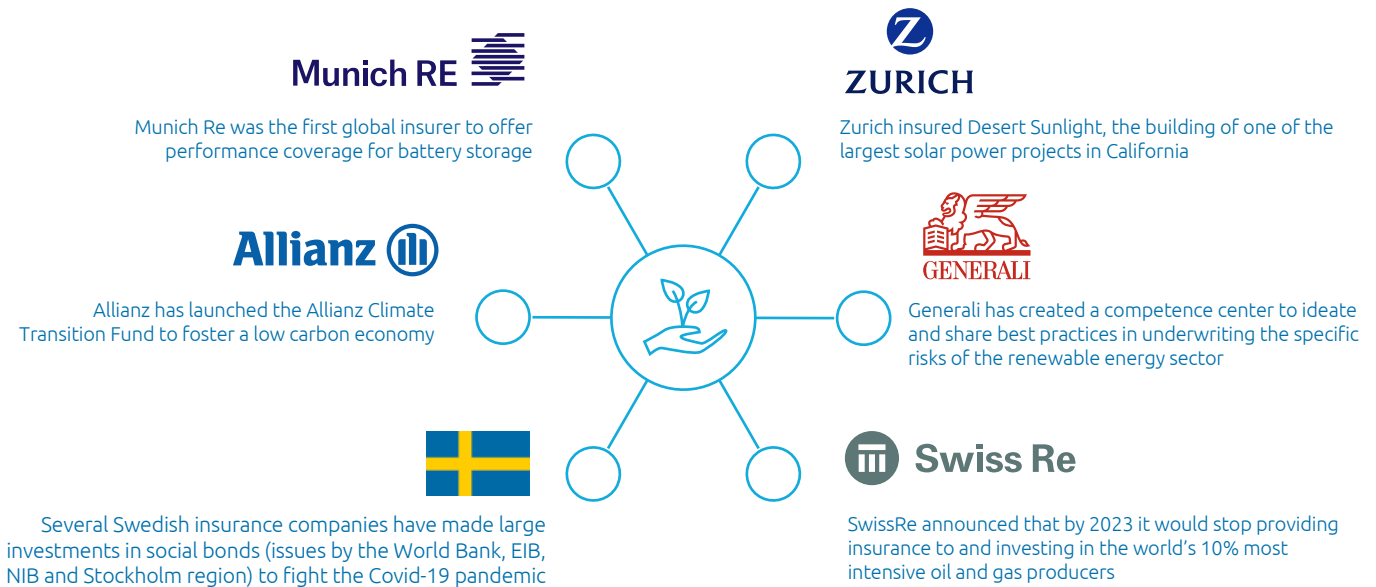 Munich RE
Munich Re was the first global insurer to offer
performance coverage for battery storage
Z
ZURICH
Zurich insured Desert Sunlight, the building of one of the
largest solar power projects in California
Allianz
Allianz has launched the Allianz Climate
Transition Fund to foster a low carbon economy
GENERALI
Generali has created a competence center to ideate
and share best practices in underwriting the specific
risks of the renewable energy sector
Several Swedish insurance companies have made large
investments in social bonds (issues by the World Bank, EIB,
NIB and Stockholm region) to fight the Covid-19 pandemic
Swiss Re
SwissRe announced that by 2023 it would stop providing
insurance to and investing in the world's 10% most
intensive oil and gas producers